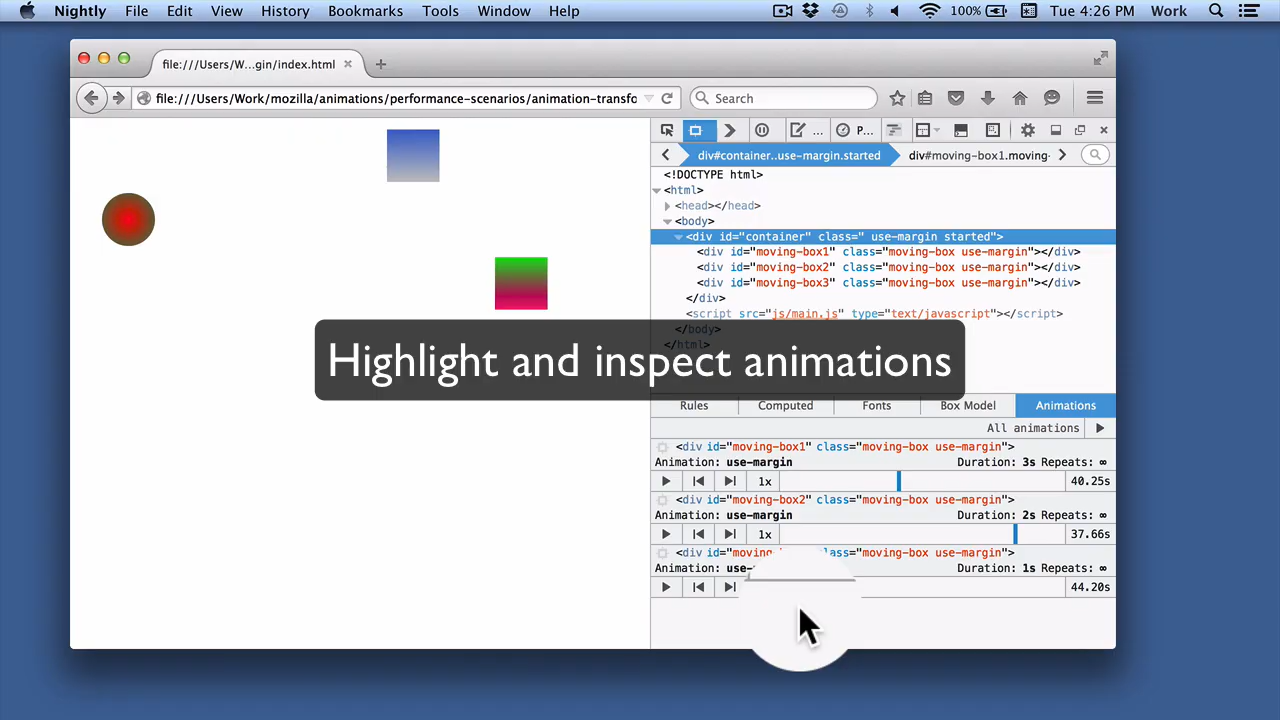 Nightly File Edit View History Bookmarks Tools Window Help 100% Tue 4:26 PM Work
file:///Users/W...gin/index.html
file:///Users/Work/mozilla/animations/performance-scenarios/animation-transfo
Search
... P...
div#container..use-margin.started div#moving-box1.moving-
<!DOCTYPE html>
<html>
<head></head>
<body>
<div id="container" class=" use-margin started">
<div id="moving-box1" class="moving-box use-margin"></div>
<div id="moving-box2" class="moving-box use-margin"></div>
<div id="moving-box3" class="moving-box use-margin"></div>
</div>
<script src="js/main.js" type="text/javascript"></script>
</body>
Highlight and inspect animations
Rules Computed Fonts Box Model Animations
All animations
<div id="moving-box1" class="moving-box use-margin">
Animation: use-margin Duration: 3s Repeats: ∞
1x 40.25s
<div id="moving-box2" class="moving-box use-margin">
Animation: use-margin Duration: 2s Repeats: ∞
1x 37.66s
<div class="moving-box use-margin">
Animation: Duration: 1s Repeats: ∞
44.20s